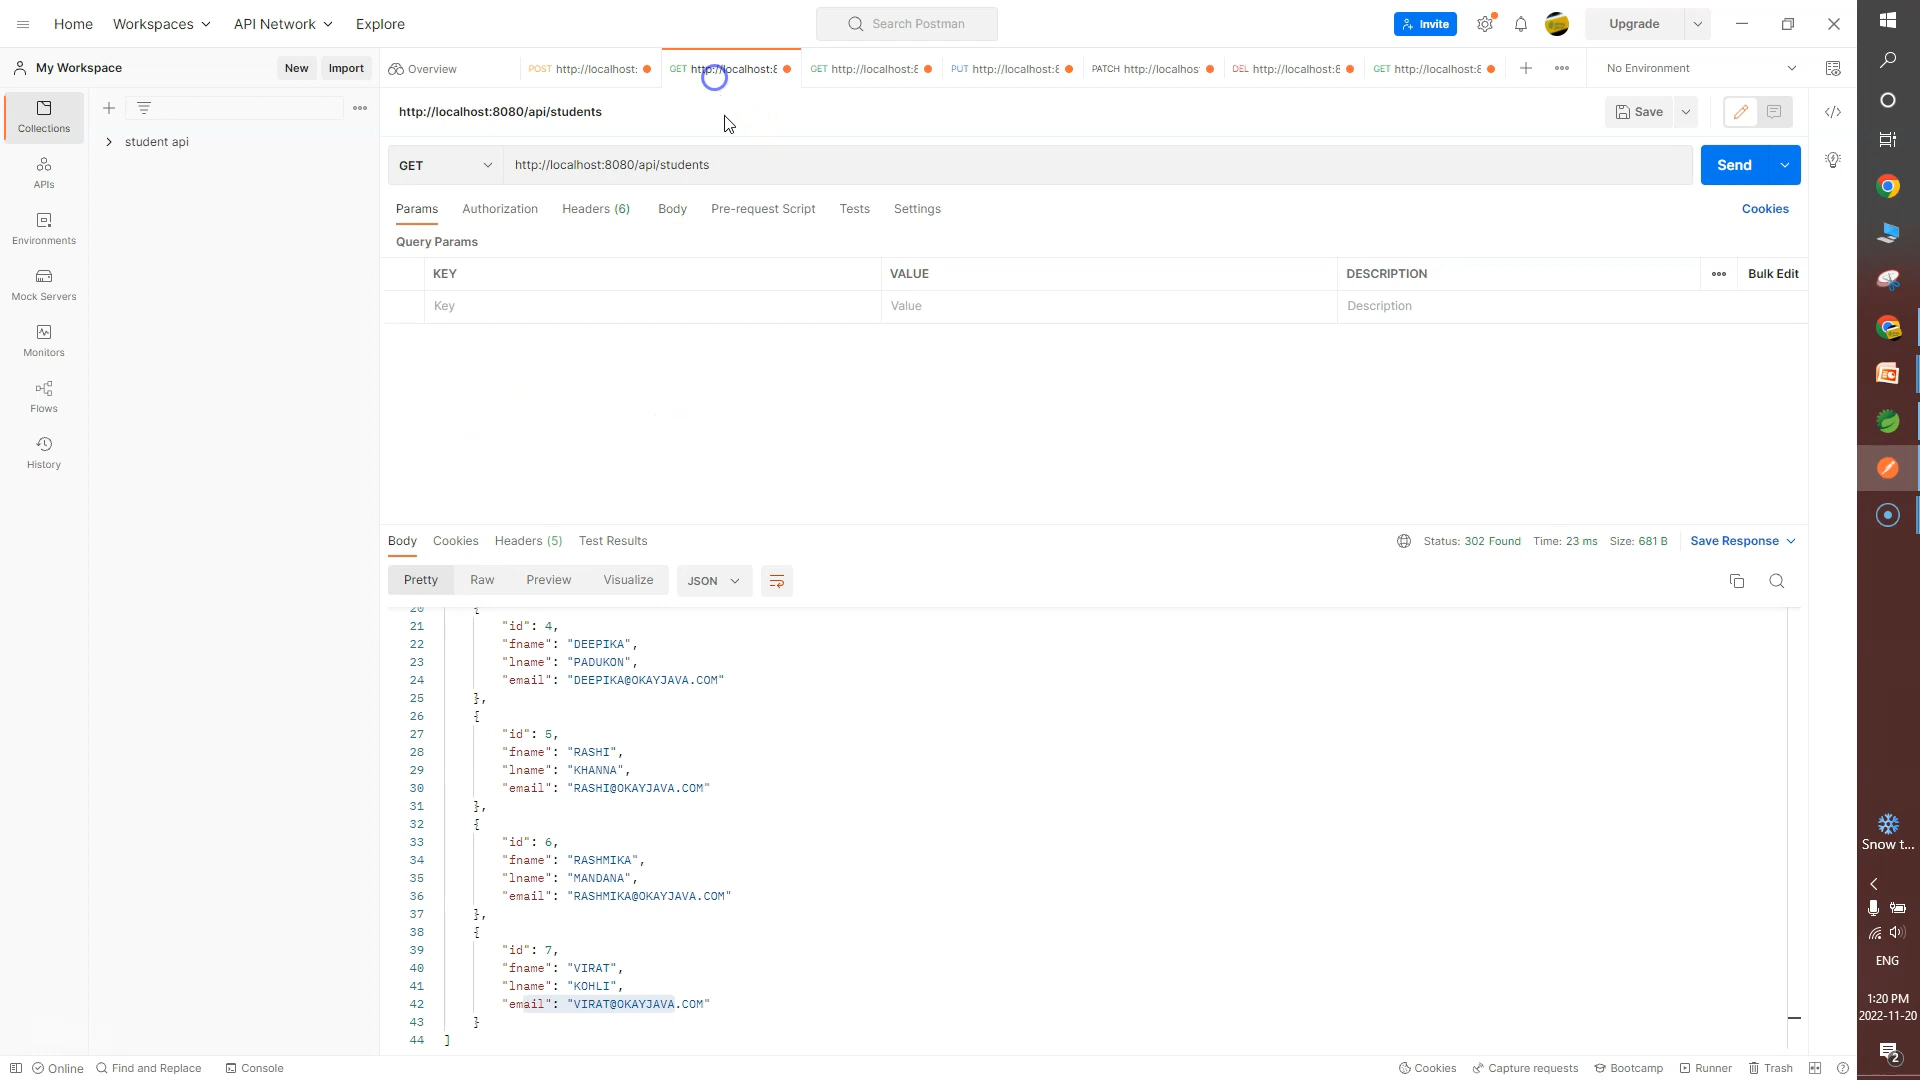 Home
Workspaces
API Network
Explore
Search Postman
Invite
Upgrade
My Workspace
New
Import
Overview
POST http://localhost:
GET http://localhost:8
GET http://localhost:8
PUT http://localhost:8
PATCH http://localhos
DEL http://localhost:8
GET http://localhost:8
No Environment
Collections
APIs
Environments
Mock Servers
Monitors
Flows
History
student api
http://localhost:8080/api/students
Save
GET
http://localhost:8080/api/students
Send
Params
Authorization
Headers (6)
Body
Pre-request Script
Tests
Settings
Cookies
Query Params
KEY
VALUE
DESCRIPTION
Bulk Edit
Key
Value
Description
Body
Cookies
Headers (5)
Test Results
Status: 302 Found
Time: 23 ms
Size: 681 B
Save Response
Pretty
Raw
Preview
Visualize
JSON
20 {
21 "id": 4,
22 "fname": "DEEPIKA",
23 "lname": "PADUKON",
24 "email": "DEEPIKA@OKAYJAVA.COM"
25 },
26 {
27 "id": 5,
28 "fname": "RASHI",
29 "lname": "KHANNA",
30 "email": "RASHI@OKAYJAVA.COM"
31 },
32 {
33 "id": 6,
34 "fname": "RASHMIKA",
35 "lname": "MANDANA",
36 "email": "RASHMIKA@OKAYJAVA.COM"
37 },
38 {
39 "id": 7,
40 "fname": "VIRAT",
41 "lname": "KOHLI",
42 "email": "VIRAT@OKAYJAVA.COM"
43 }
44 ]
Online
Find and Replace
Console
Cookies
Capture requests
Bootcamp
Runner
Trash
Snow t...
ENG
1:20 PM
2022-11-20
2